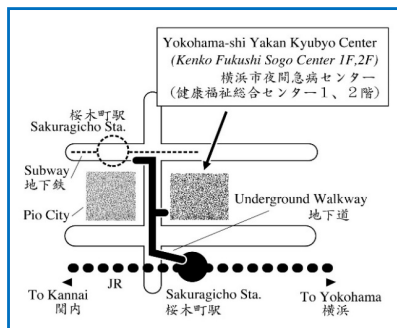 Yokohama-shi Yakan Kyubyo Center
(Kenko Fukushi Sogo Center 1F,2F)
横浜市夜間急病センター
(健康福祉総合センター1、2階)
桜木町駅
Sakuragicho Sta.
Subway
地下鉄
Pio City
Underground Walkway
地下道
JR
To Kannai
関内
Sakuragicho Sta.
桜木町駅
To Yokohama
横浜